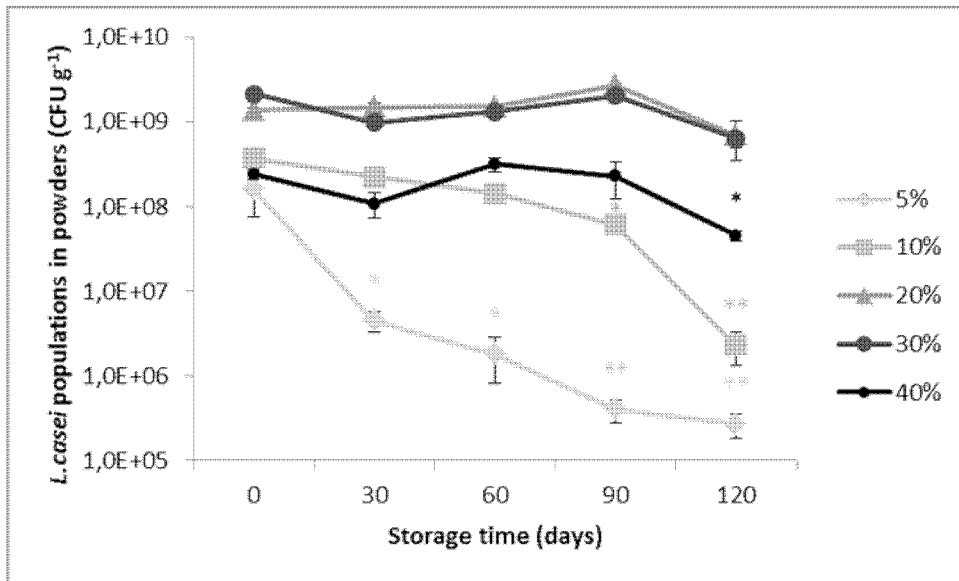 L.casei populations in powders (CFU g-1)
1,0E+10
1,0E+09
1,0E+08
1,0E+07
1,0E+06
1,0E+05
*
*
*
*
**
**
**
0
30
60
90
120
Storage time (days)
5%
10%
20%
30%
40%